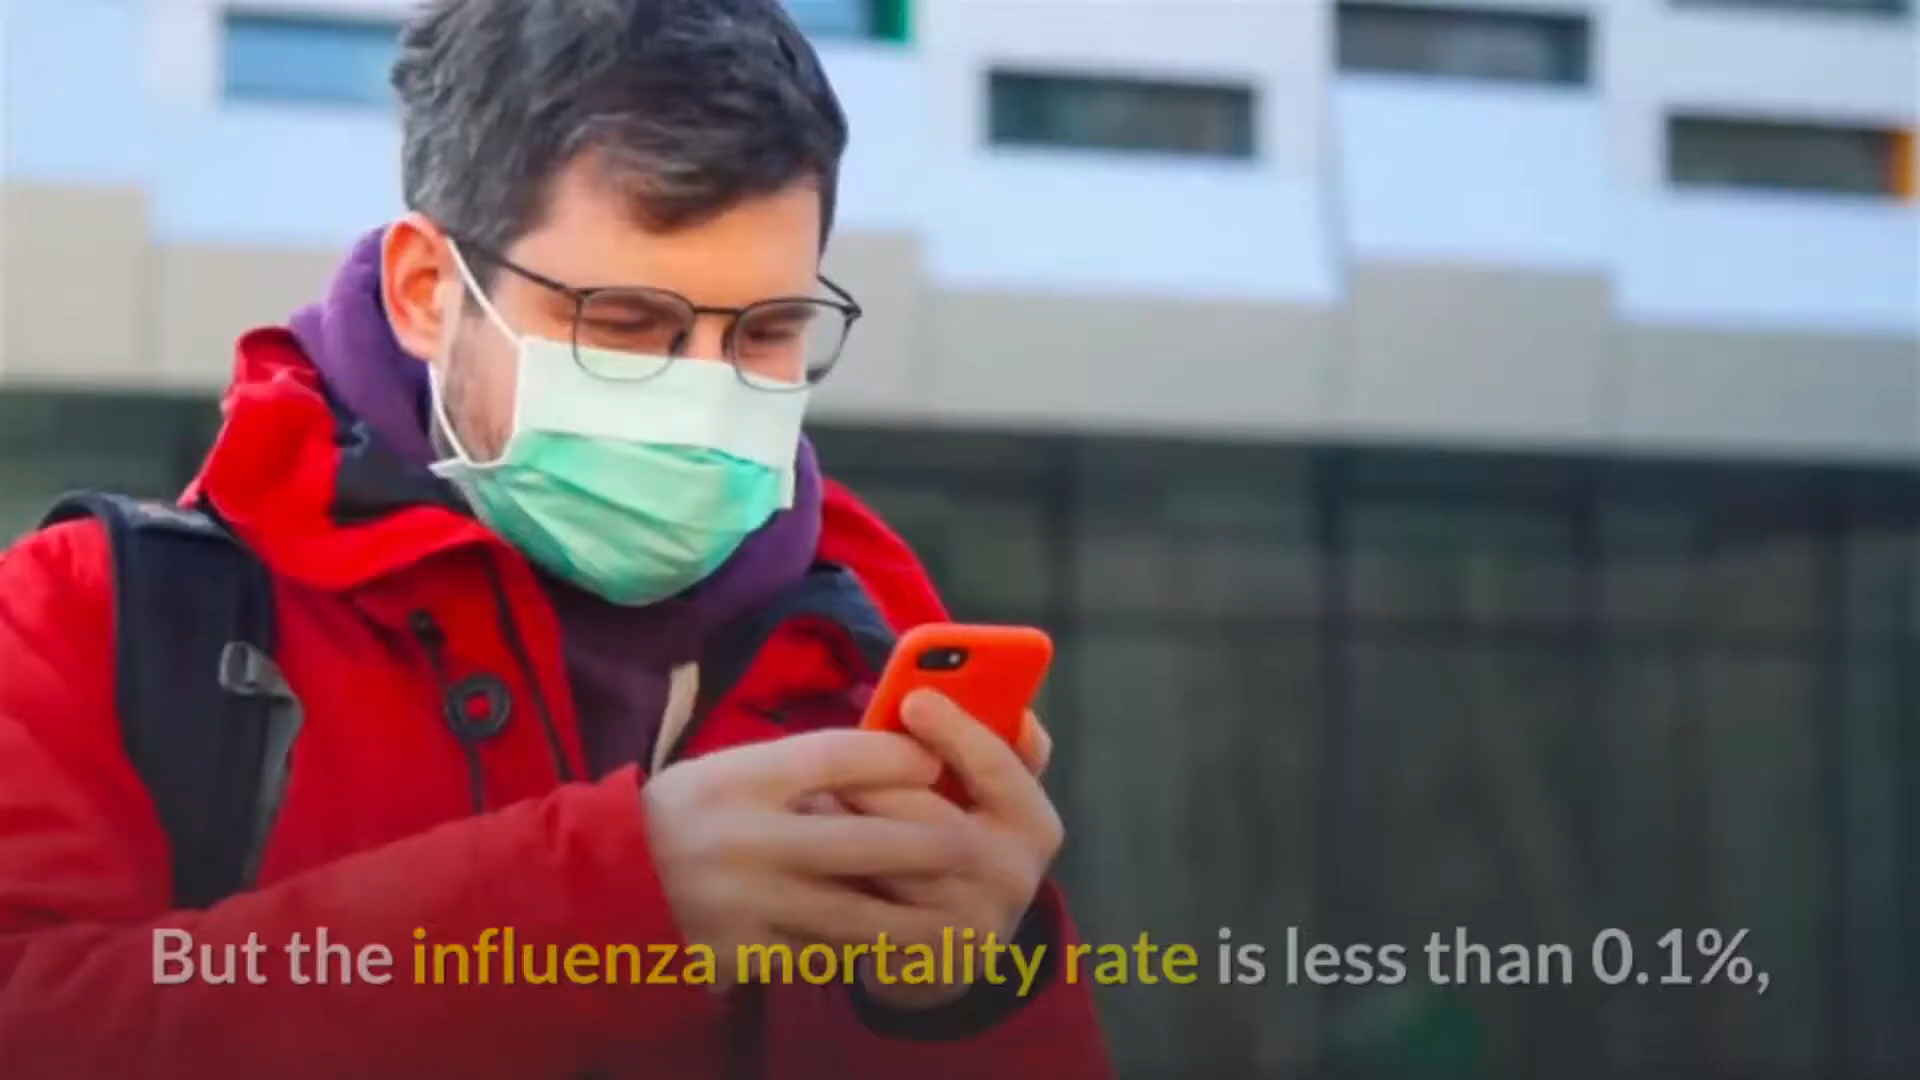 But the influenza mortality rate is less than 0.1%,